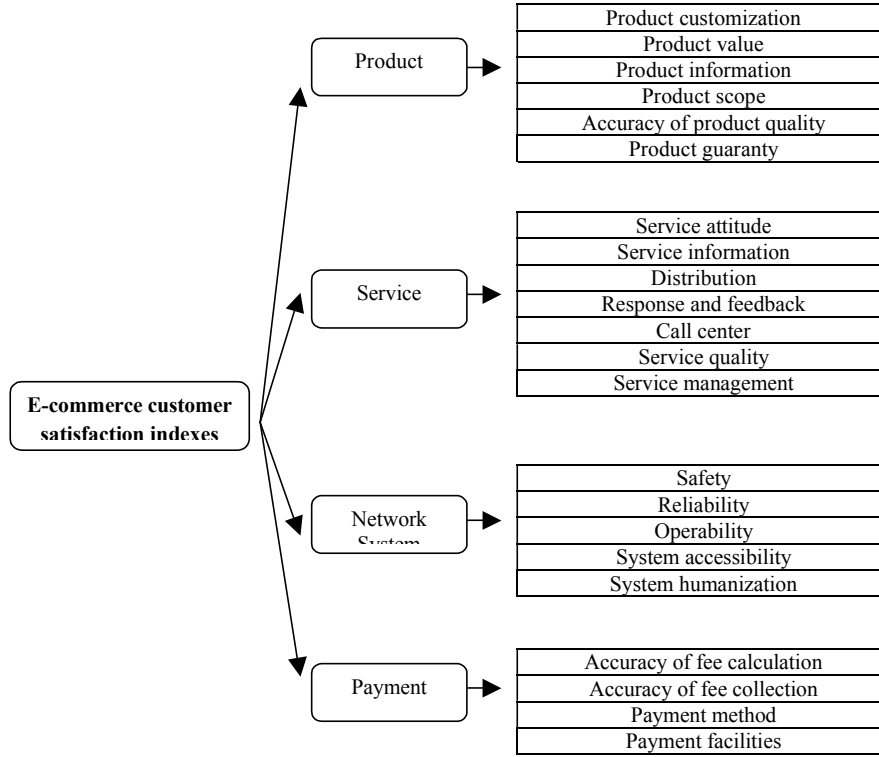 Product
Product customization
Product value
Product information
Product scope
Accuracy of product quality
Product guaranty
Service
Service attitude
Service information
Distribution
Response and feedback
Call center
Service quality
Service management
E-commerce customer
satisfaction indexes
Network
System
Safety
Reliability
Operability
System accessibility
System humanization
Payment
Accuracy of fee calculation
Accuracy of fee collection
Payment method
Payment facilities